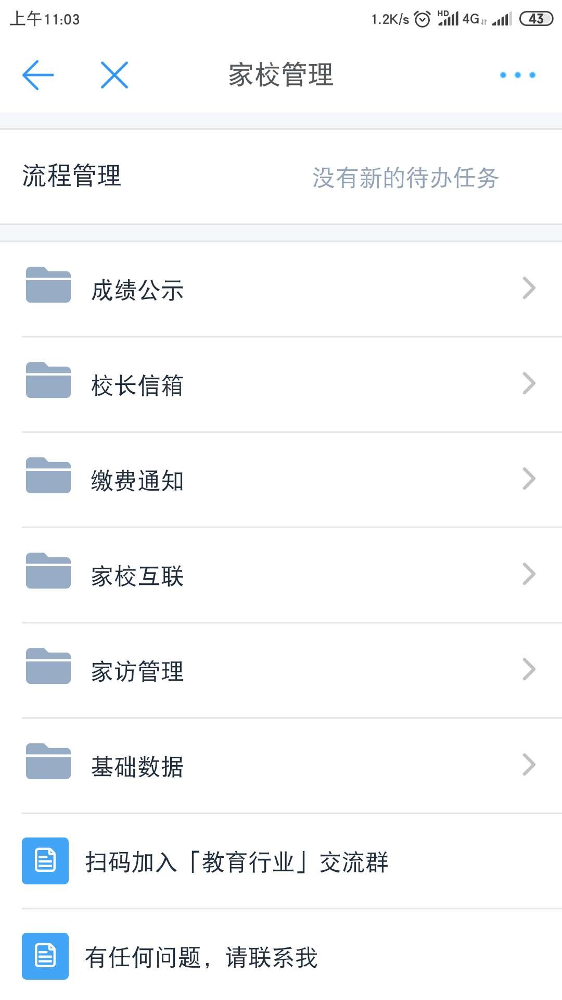 上午11:03 1.2K/s HD 4G 43
家校管理
流程管理 没有新的待办任务
成绩公示
校长信箱
缴费通知
家校互联
家访管理
基础数据
扫码加入「教育行业」交流群
有任何问题，请联系我